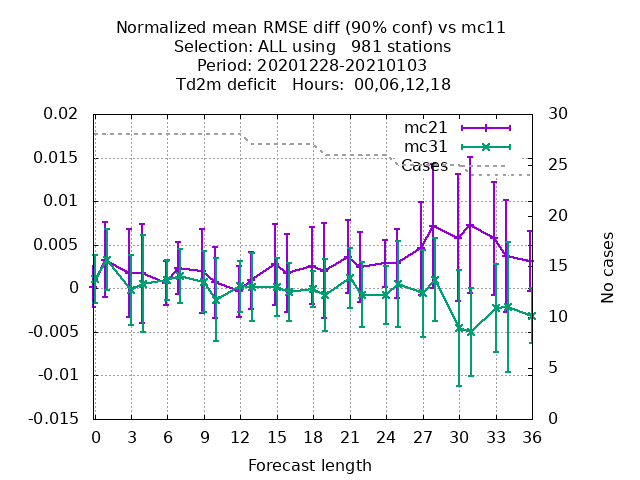 Normalized mean RMSE diff (90% conf) vs mc11
Selection: ALL using   981 stations
Period: 20201228-20210103
Td2m deficit   Hours:  00,06,12,18
0.02
0.015
0.01
0.005
0
-0.005
-0.01
-0.015
mc21
mc31
Cases
30
25
20
15
10
5
0
No cases
0 3 6 9 12 15 18 21 24 27 30 33 36
Forecast length